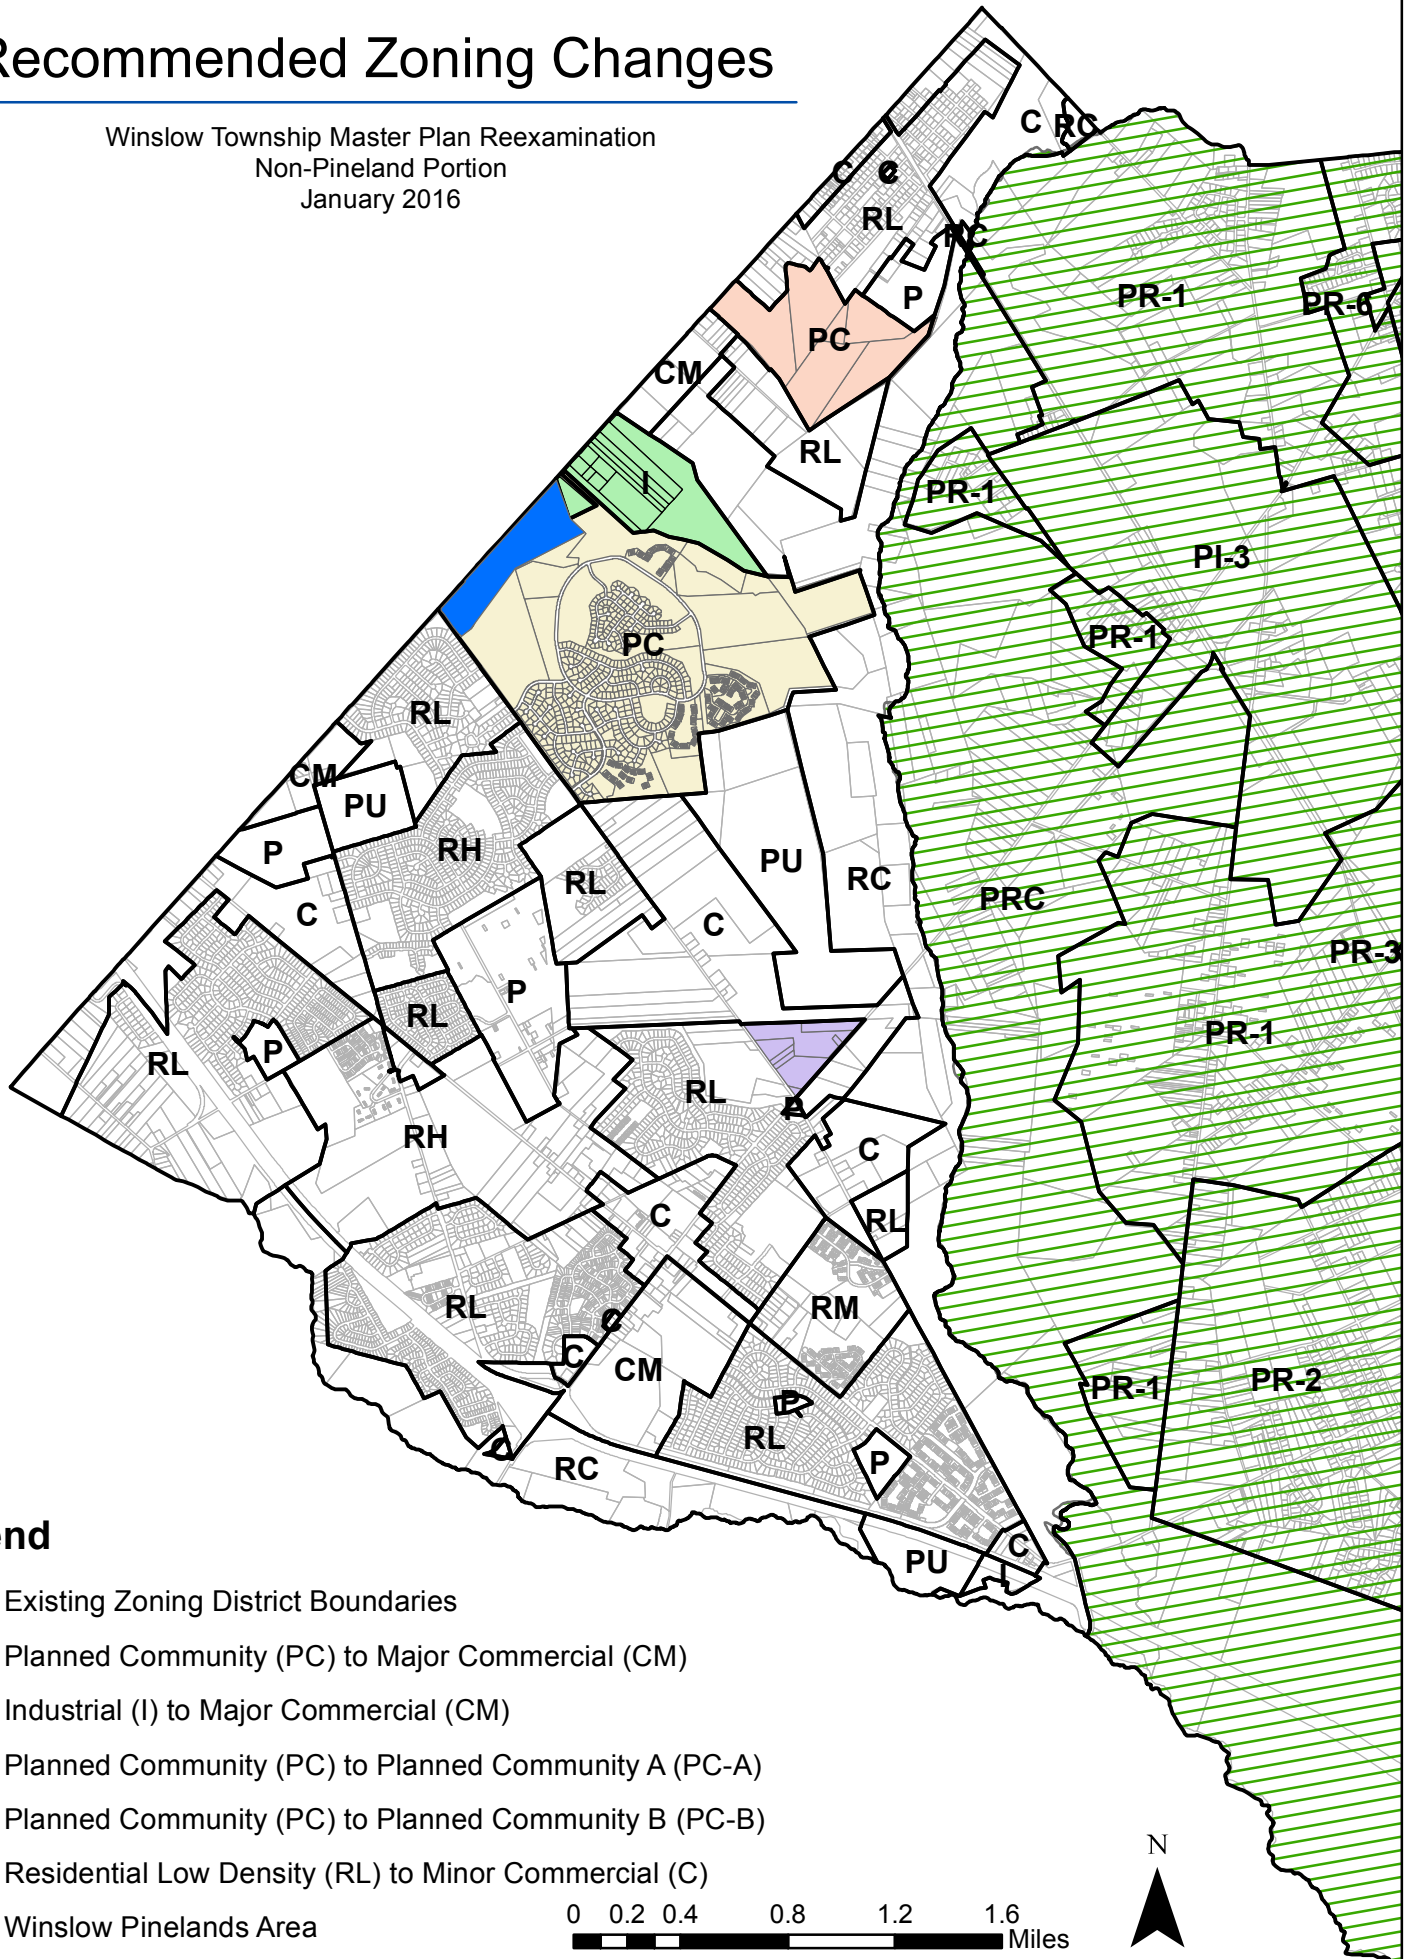 Recommended Zoning Changes
Winslow Township Master Plan Reexamination
Non-Pineland Portion
January 2016
C RC
C C
RL
RC
P
PR-1
PR-6
PC
CM
RL
I
PR-1
PI-3
PR-1
PC
RL
CM
PU
P
RH
PU
RL
RC
PRC
C
C
PR-3
P
RL
PR-1
P
RL
RL
P
RH
C
C
RL
RL
RM
C
C
CM
PR-1
PR-2
P
RL
P
C
RC
C
PU
I
end
Existing Zoning District Boundaries
Planned Community (PC) to Major Commercial (CM)
Industrial (I) to Major Commercial (CM)
Planned Community (PC) to Planned Community A (PC-A)
Planned Community (PC) to Planned Community B (PC-B)
Residential Low Density (RL) to Minor Commercial (C)
Winslow Pinelands Area
0 0.2 0.4 0.8 1.2 1.6
Miles
N